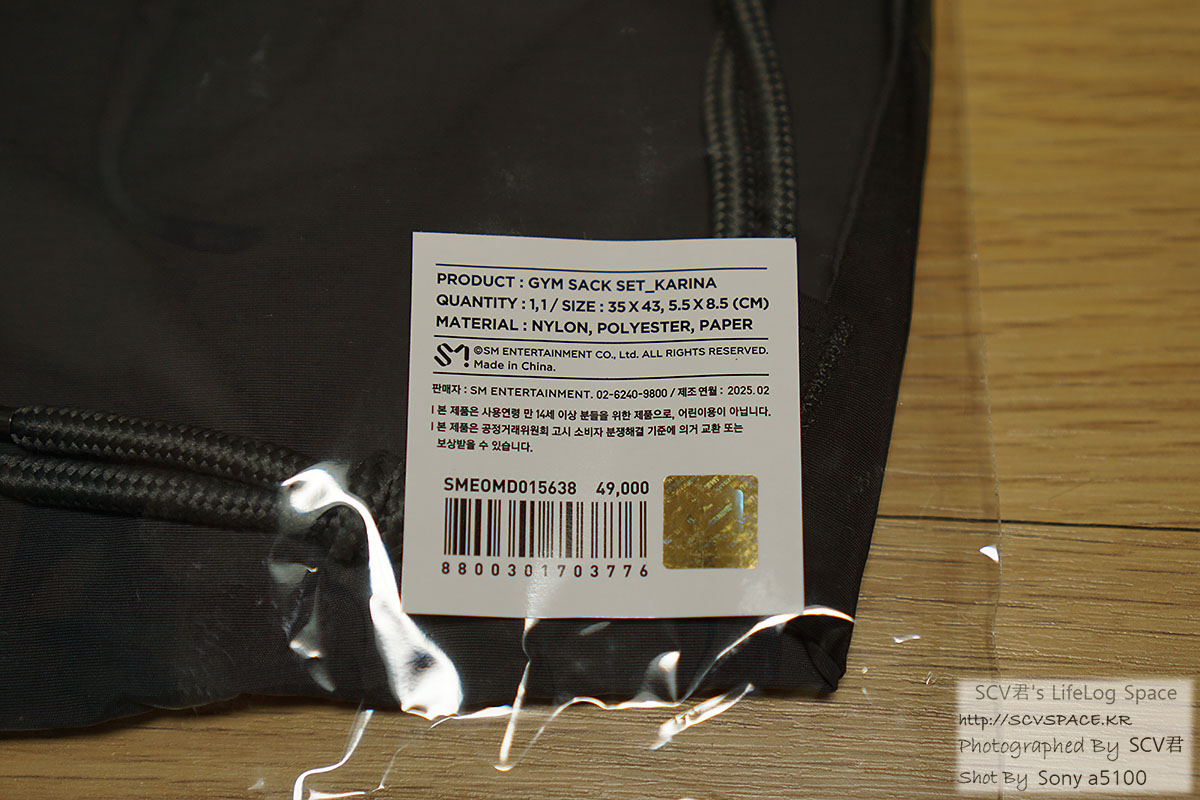 PRODUCT : GYM SACK SET_KARINA
QUANTITY : 1,1 / SIZE : 35 X 43, 5.5 X 8.5 (CM)
MATERIAL : NYLON, POLYESTER, PAPER
SM ©SM ENTERTAINMENT CO., Ltd. ALL RIGHTS RESERVED.
Made in China.
판매자 : SM ENTERTAINMENT. 02-6240-9800 / 제조 연월 : 2025.02
l 본 제품은 사용연령 만 14세 이상 분들을 위한 제품으로, 어린이용이 아닙니다.
l 본 제품은 공정거래위원회 고시 소비자 분쟁해결 기준에 의거 교환 또는
보상받을 수 있습니다.
SMEOMD015638 49,000
8800301703776
SCV君's LifeLog Space
http://SCVSPACE.KR
Photographed By SCV君
Shot By Sony a5100